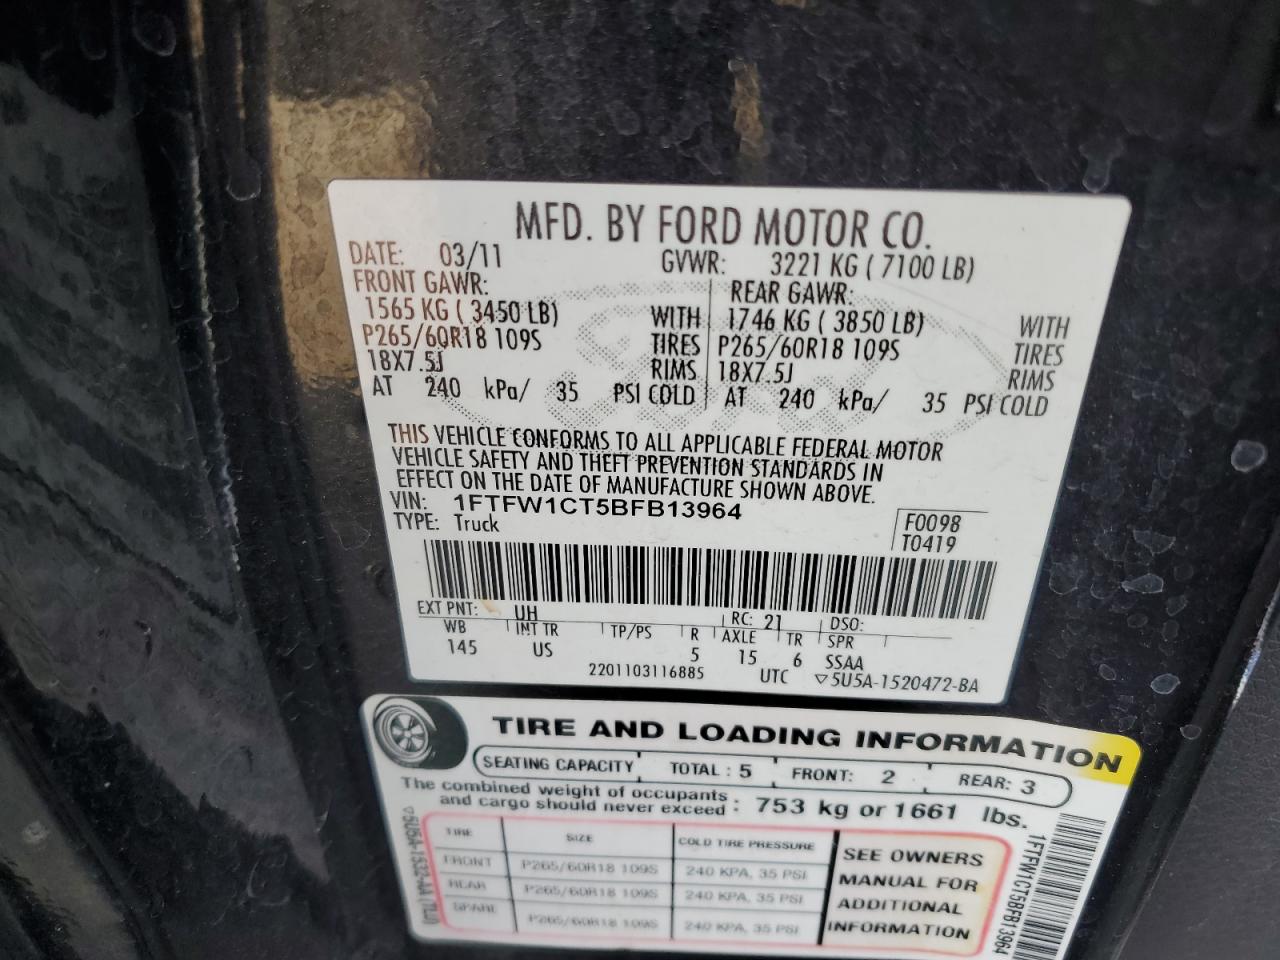 MFD. BY FORD MOTOR CO.
DATE: 03/11 GVWR: 3221 KG ( 7100 LB)
FRONT GAWR: REAR GAWR:
1565 KG ( 3450 LB) WITH 1746 KG ( 3850 LB) WITH
P265/60R18 109S TIRES P265/60R18 109S TIRES
18X7.5J RIMS 18X7.5J RIMS
AT 240 kPa/ 35 PSI COLD AT 240 kPa/ 35 PSI COLD
THIS VEHICLE CONFORMS TO ALL APPLICABLE FEDERAL MOTOR
VEHICLE SAFETY AND THEFT PREVENTION STANDARDS IN
EFFECT ON THE DATE OF MANUFACTURE SHOWN ABOVE.
VIN: 1FTFW1CT5BFB13964
TYPE: Truck
F0098
T0419
EXT PNT: UH RC: 21 DSO:
WB INT TR TP/PS R AXLE TR SPR
145 US 5 15 6 SSAA
2201103116885 UTC ▽5U5A-1520472-BA
TIRE AND LOADING INFORMATION
SEATING CAPACITY TOTAL : 5 FRONT: 2 REAR: 3
The combined weight of occupants
and cargo should never exceed : 753 kg or 1661 lbs.
TIRE SIZE COLD TIRE PRESSURE
FRONT P265/60R18 109S 240 KPA, 35 PSI
REAR P265/60R18 109S 240 KPA, 35 PSI
SPARE P265/60R18 109S 240 KPA, 35 PSI
SEE OWNERS
MANUAL FOR
ADDITIONAL
INFORMATION
▽5U5A-1532-AA (7LU)
1FTFW1CT5BFB13964